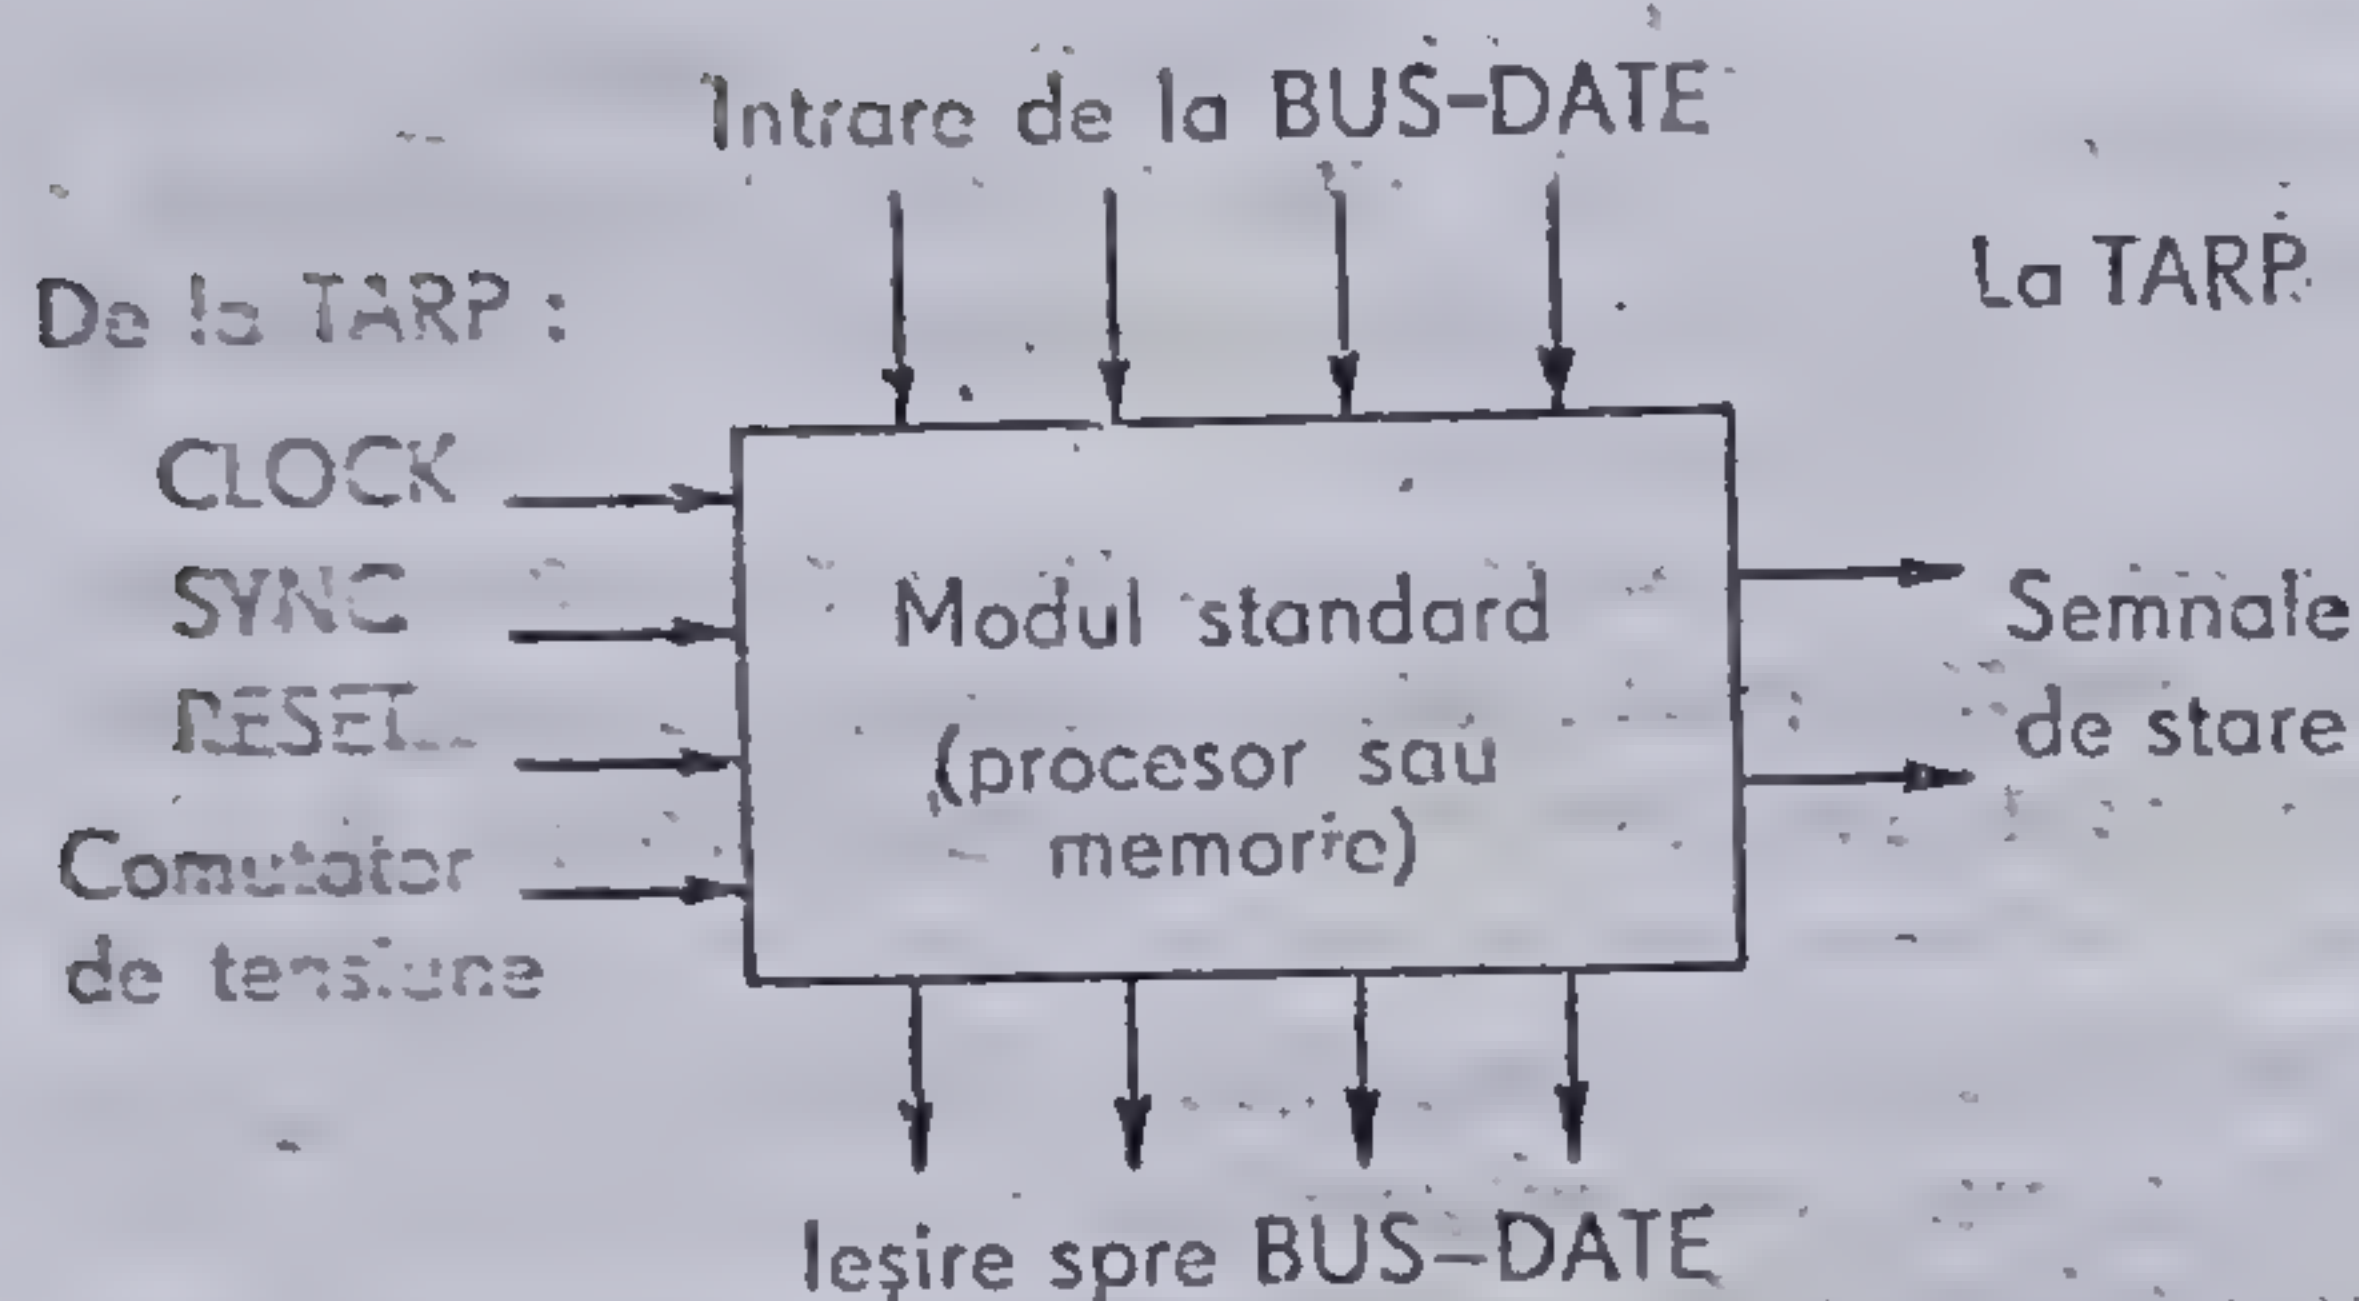 Intrare de la BUS-DATE
De la TARP :
La TARP
CLOCK
SYNC
RESET
Comutator
de tensiune
Modul standard
(procesor sau
memorie)
Semnale
de stare
Ieșire spre BUS-DATE